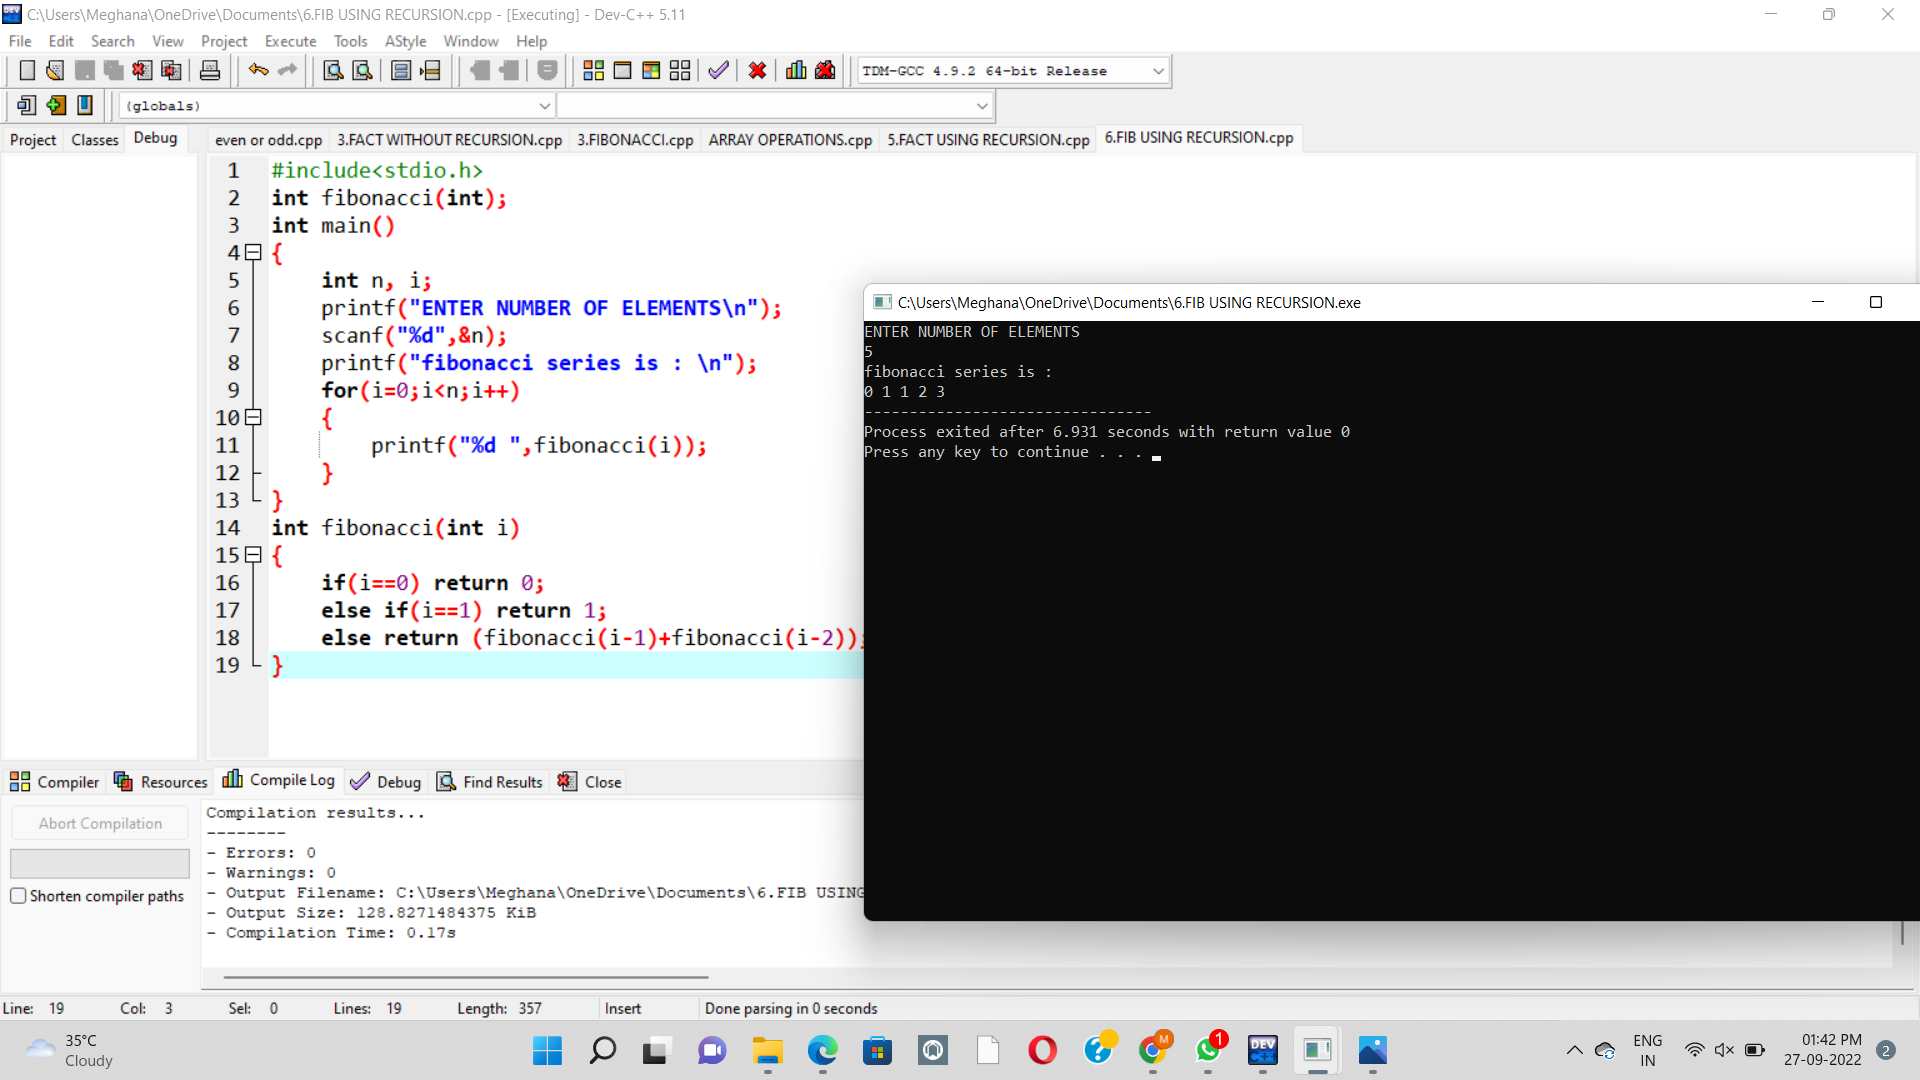 C:\Users\Meghana\OneDrive\Documents\6.FIB USING RECURSION.cpp - [Executing] - Dev-C++ 5.11
File Edit Search View Project Execute Tools AStyle Window Help
TDM-GCC 4.9.2 64-bit Release
(globals)
Project Classes Debug
even or odd.cpp 3.FACT WITHOUT RECURSION.cpp 3.FIBONACCI.cpp ARRAY OPERATIONS.cpp 5.FACT USING RECURSION.cpp 6.FIB USING RECURSION.cpp
1 #include<stdio.h>
2 int fibonacci(int);
3 int main()
4 {
5 int n, i;
6 printf("ENTER NUMBER OF ELEMENTS\n");
7 scanf("%d",&n);
8 printf("fibonacci series is : \n");
9 for(i=0;i<n;i++)
10 {
11 printf("%d ",fibonacci(i));
12 }
13 }
14 int fibonacci(int i)
15 {
16 if(i==0) return 0;
17 else if(i==1) return 1;
18 else return (fibonacci(i-1)+fibonacci(i-2));
19 }
C:\Users\Meghana\OneDrive\Documents\6.FIB USING RECURSION.exe
ENTER NUMBER OF ELEMENTS
5
fibonacci series is :
0 1 1 2 3
--------------------------------
Process exited after 6.931 seconds with return value 0
Press any key to continue . . .
Compiler Resources Compile Log Debug Find Results Close
Abort Compilation
Shorten compiler paths
Compilation results...
--------
- Errors: 0
- Warnings: 0
- Output Filename: C:\Users\Meghana\OneDrive\Documents\6.FIB USING
- Output Size: 128.8271484375 KiB
- Compilation Time: 0.17s
Line: 19 Col: 3 Sel: 0 Lines: 19 Length: 357 Insert Done parsing in 0 seconds
35°C
Cloudy
M
1
DEV
C++
ENG
IN
01:42 PM
27-09-2022
2